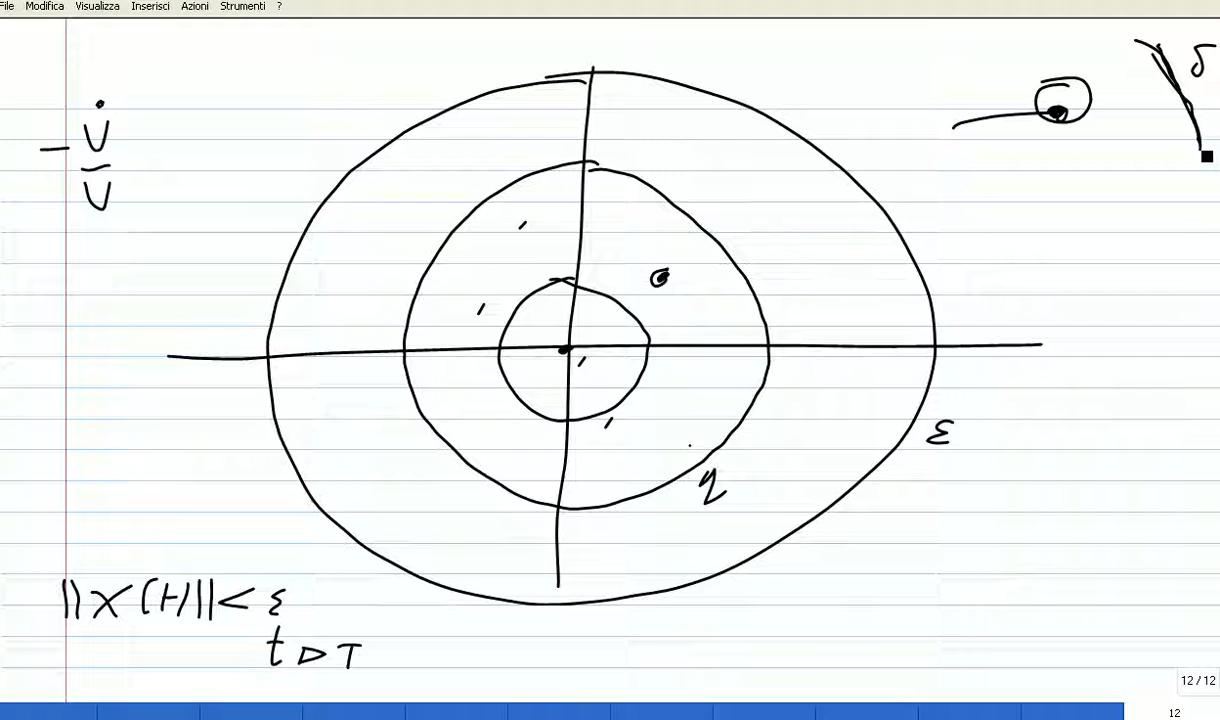 File Modifica Visualizza Inserisci Azioni Strumenti ?
δ
- V̇
V
ε
η
||x(t)|| < ε
t > T
12 / 12
12